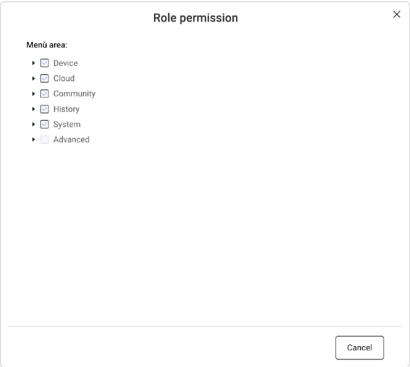 Role permission
Menù area:
Device
Cloud
Community
History
System
Advanced
Cancel